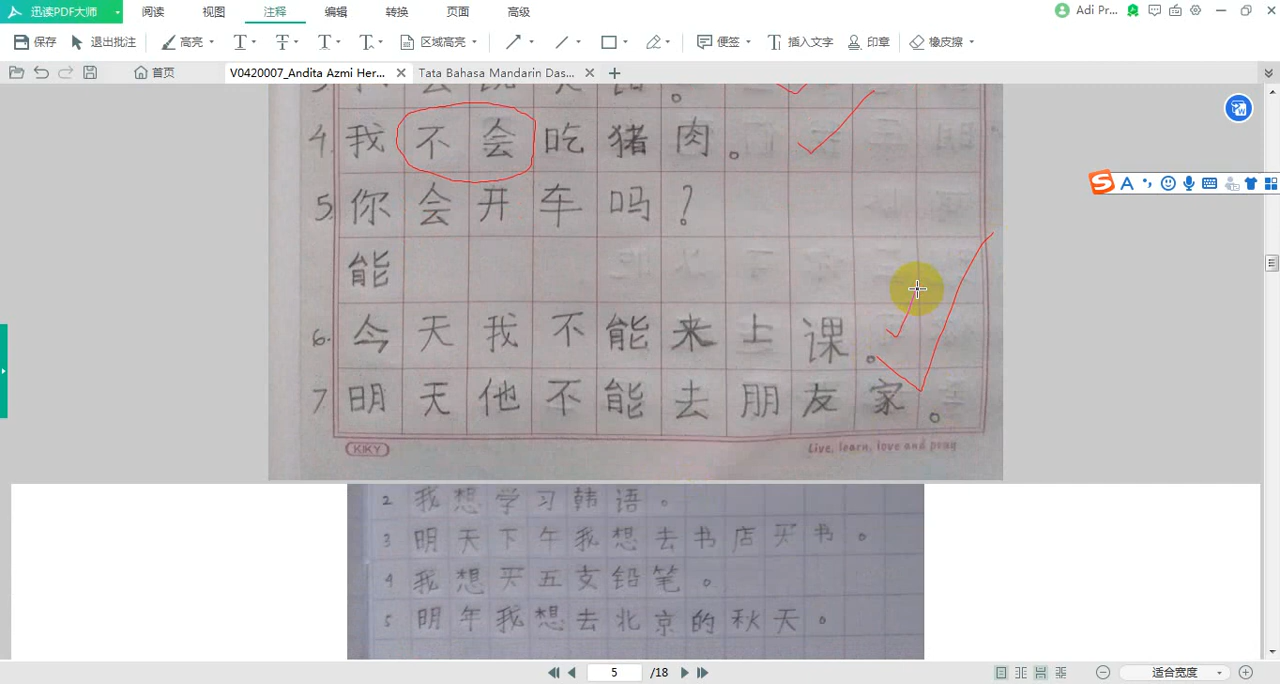 迅读PDF大师 阅读 视图 注释 编辑 转换 页面 高级 Adi Pr...
保存 退出批注 高亮 T T T T 区域高亮 便签 插入文字 印章 橡皮擦
首页 V0420007_Andita Azmi Her... Tata Bahasa Mandarin Das...
4. 我不会吃猪肉。
5. 你会开车吗？
能
6. 今天我不能来上课。
7 明天他不能去朋友家。
KIKY Live, learn, love and pray
2 我想学习韩语。
3 明天下午我想去书店买书。
4 我想买五支铅笔。
5 明年我想去北京的秋天。
5 /18 适合宽度